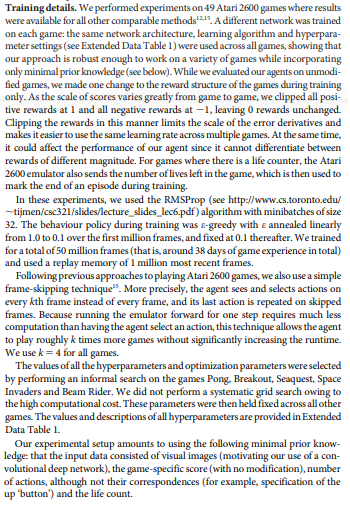 Training details. We performed experiments on 49 Atari 2600 games where results
were available for all other comparable methods12,15. A different network was trained
on each game: the same network architecture, learning algorithm and hyperpara-
meter settings (see Extended Data Table 1) were used across all games, showing that
our approach is robust enough to work on a variety of games while incorporating
only minimal prior knowledge (see below). While we evaluated our agents on unmodi-
fied games, we made one change to the reward structure of the games during training
only. As the scale of scores varies greatly from game to game, we clipped all posi-
tive rewards at 1 and all negative rewards at −1, leaving 0 rewards unchanged.
Clipping the rewards in this manner limits the scale of the error derivatives and
makes it easier to use the same learning rate across multiple games. At the same time,
it could affect the performance of our agent since it cannot differentiate between
rewards of different magnitude. For games where there is a life counter, the Atari
2600 emulator also sends the number of lives left in the game, which is then used to
mark the end of an episode during training.
In these experiments, we used the RMSProp (see http://www.cs.toronto.edu/
~tijmen/csc321/slides/lecture_slides_lec6.pdf ) algorithm with minibatches of size
32. The behaviour policy during training was ε-greedy with ε annealed linearly
from 1.0 to 0.1 over the first million frames, and fixed at 0.1 thereafter. We trained
for a total of 50 million frames (that is, around 38 days of game experience in total)
and used a replay memory of 1 million most recent frames.
Following previous approaches to playing Atari 2600 games, we also use a simple
frame-skipping technique15. More precisely, the agent sees and selects actions on
every kth frame instead of every frame, and its last action is repeated on skipped
frames. Because running the emulator forward for one step requires much less
computation than having the agent select an action, this technique allows the agent
to play roughly k times more games without significantly increasing the runtime.
We use k = 4 for all games.
The values of all the hyperparameters and optimization parameters were selected
by performing an informal search on the games Pong, Breakout, Seaquest, Space
Invaders and Beam Rider. We did not perform a systematic grid search owing to
the high computational cost. These parameters were then held fixed across all other
games. The values and descriptions of all hyperparameters are provided in Extended
Data Table 1.
Our experimental setup amounts to using the following minimal prior know-
ledge: that the input data consisted of visual images (motivating our use of a con-
volutional deep network), the game-specific score (with no modification), number
of actions, although not their correspondences (for example, specification of the
up ‘button’) and the life count.